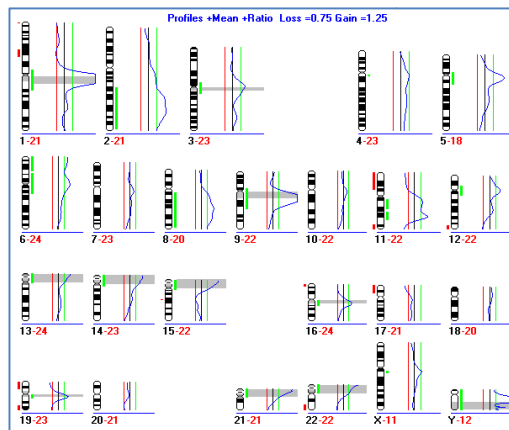 Profiles +Mean +Ratio Loss =0.75 Gain =1.25
1-21 2-21 3-23 4-23 5-18
6-24 7-23 8-20 9-22 10-22 11-22 12-22
13-24 14-23 15-22 16-24 17-21 18-20
19-23 20-21 21-21 22-22 X-11 Y-12